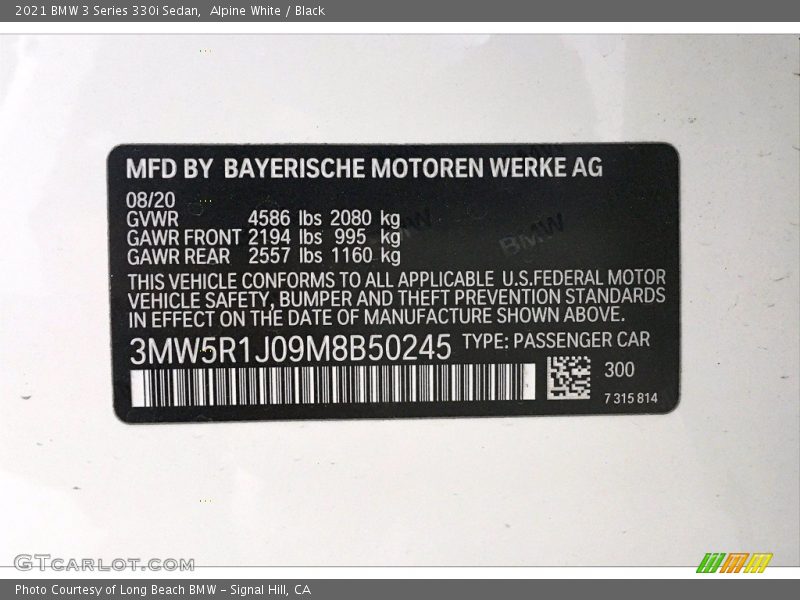 2021 BMW 3 Series 330i Sedan,  Alpine White / Black
MFD BY BAYERISCHE MOTOREN WERKE AG
08/20
GVWR 4586 lbs 2080 kg
GAWR FRONT 2194 lbs 995 kg
GAWR REAR 2557 lbs 1160 kg
BMW
THIS VEHICLE CONFORMS TO ALL APPLICABLE U.S.FEDERAL MOTOR
VEHICLE SAFETY, BUMPER AND THEFT PREVENTION STANDARDS
IN EFFECT ON THE DATE OF MANUFACTURE SHOWN ABOVE.
3MW5R1J09M8B50245 TYPE: PASSENGER CAR
300
7 315 814
GTCARLOT.COM
Photo Courtesy of Long Beach BMW – Signal Hill, CA